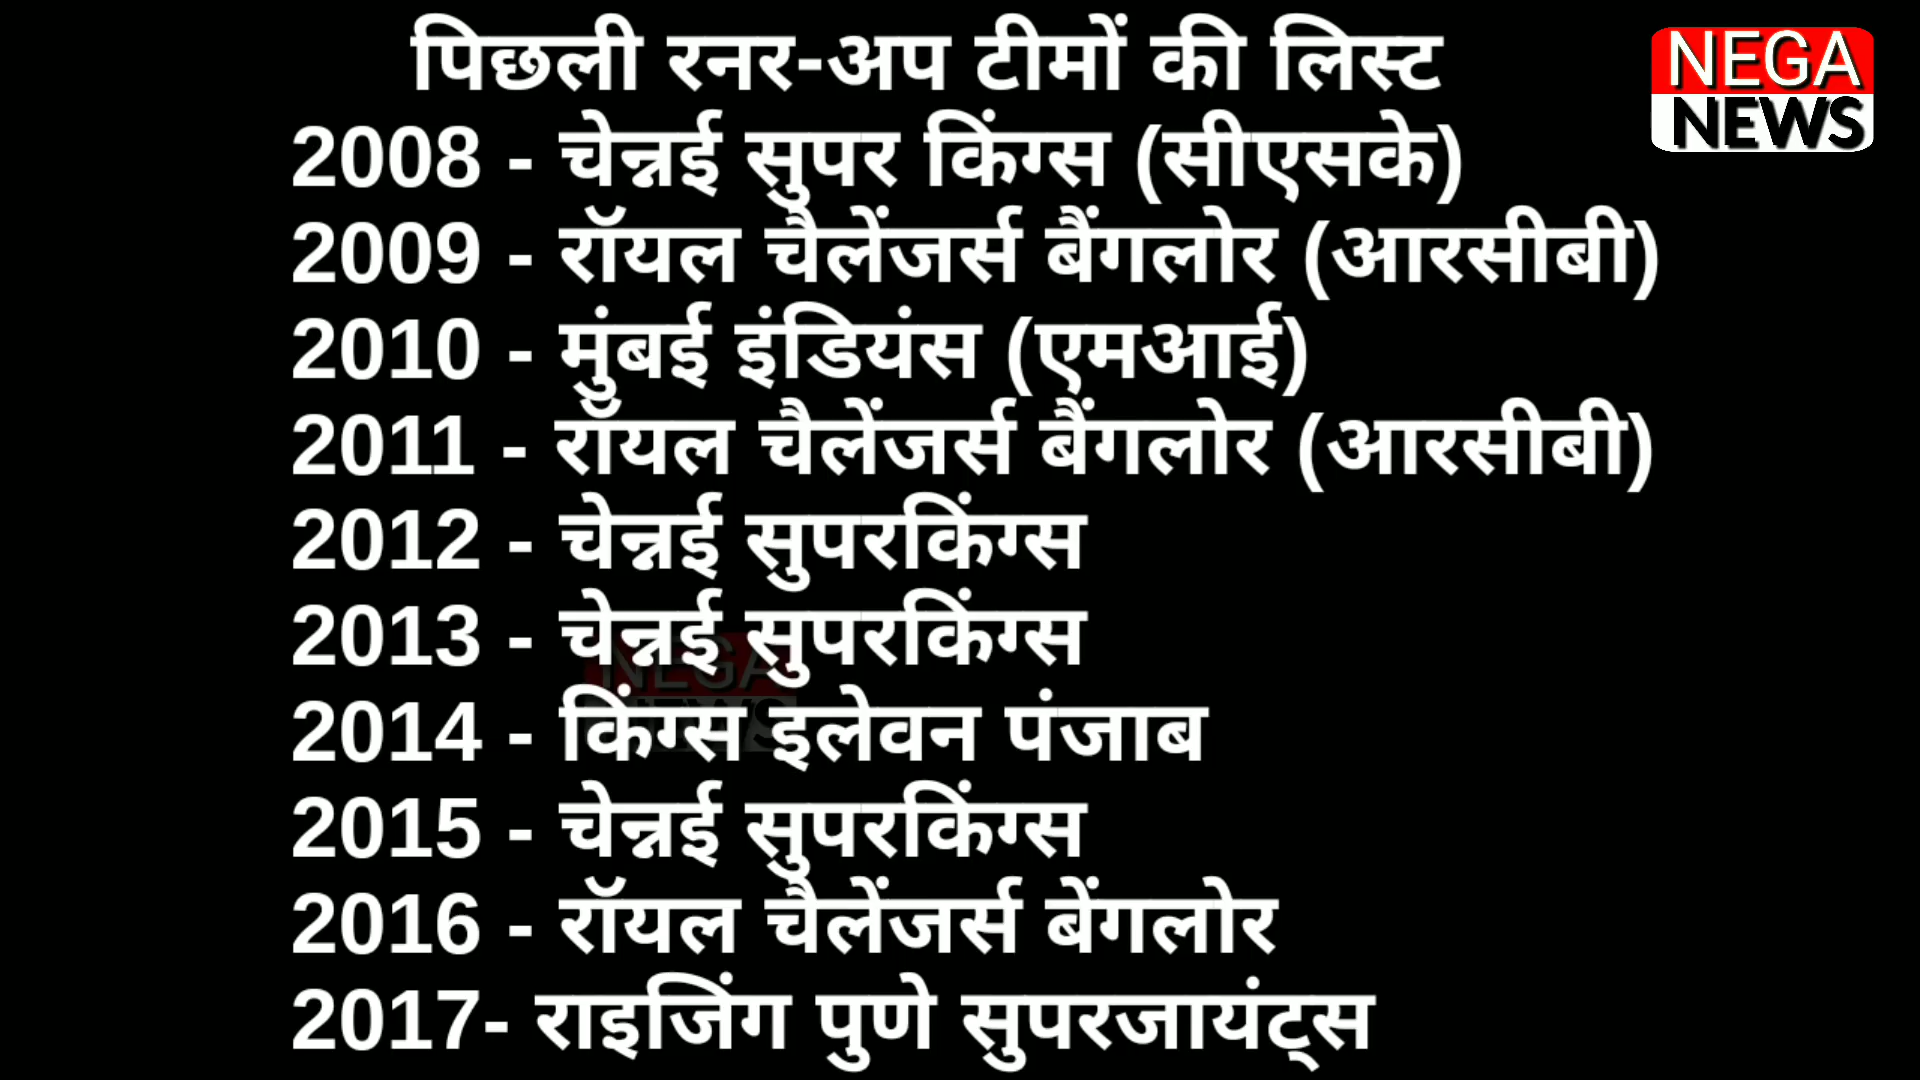 पिछली रनर-अप टीमों की लिस्ट
NEGA
NEWS
2008 - चेन्नई सुपर किंग्स (सीएसके)
2009 - रॉयल चैलेंजर्स बैंगलोर (आरसीबी)
2010 - मुंबई इंडियंस (एमआई)
2011 - रॉयल चैलेंजर्स बैंगलोर (आरसीबी)
2012 - चेन्नई सुपरकिंग्स
2013 - चेन्नई सुपरकिंग्स
NEGA
NEWS
2014 - किंग्स इलेवन पंजाब
2015 - चेन्नई सुपरकिंग्स
2016 - रॉयल चैलेंजर्स बेंगलोर
2017- राइजिंग पुणे सुपरजायंट्स